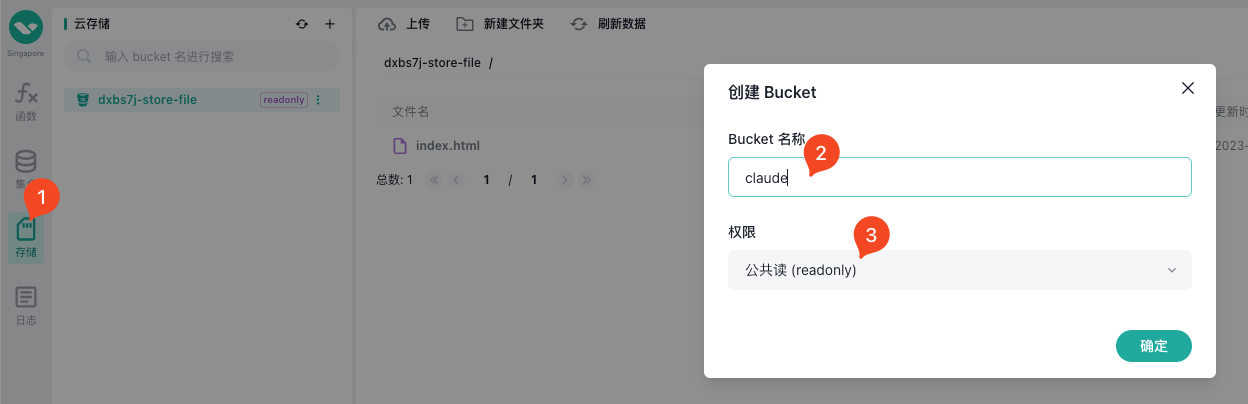 Singapore
函数
集
1
存储
日志
云存储
输入 bucket 名进行搜索
dxbs7j-store-file
readonly
上传
新建文件夹
刷新数据
dxbs7j-store-file /
文件名
更新时
index.html
2023-
总数: 1
1 / 1
创建 Bucket
Bucket 名称
2
claude
权限
3
公共读 (readonly)
确定